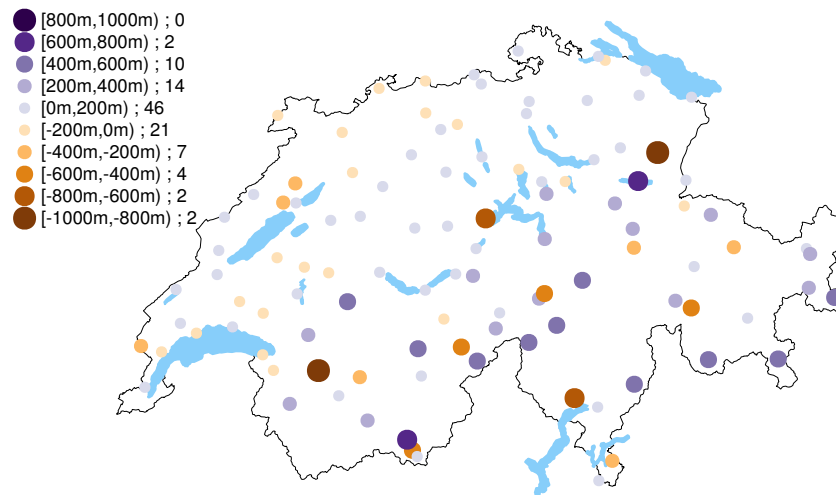 [800m,1000m) ; 0
[600m,800m) ; 2
[400m,600m) ; 10
[200m,400m) ; 14
[0m,200m) ; 46
[-200m,0m) ; 21
[-400m,-200m) ; 7
[-600m,-400m) ; 4
[-800m,-600m) ; 2
[-1000m,-800m) ; 2